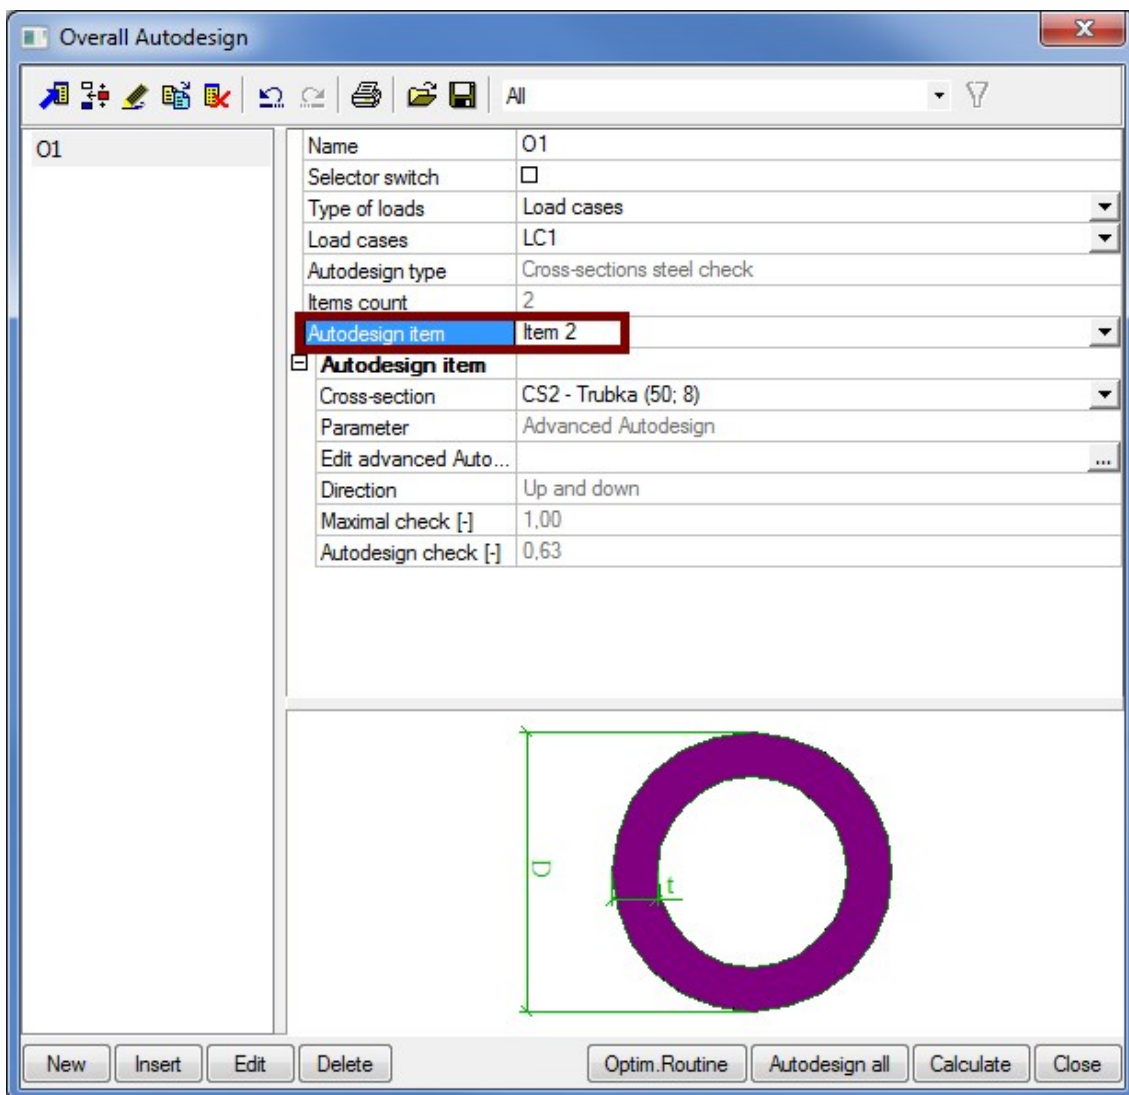 Overall Autodesign
All
O1
Name O1
Selector switch
Type of loads Load cases
Load cases LC1
Autodesign type Cross-sections steel check
Items count 2
Autodesign item Item 2
Autodesign item
Cross-section CS2 - Trubka (50; 8)
Parameter Advanced Autodesign
Edit advanced Auto... ...
Direction Up and down
Maximal check [-] 1,00
Autodesign check [-] 0,63
D
t
New Insert Edit Delete Optim.Routine Autodesign all Calculate Close